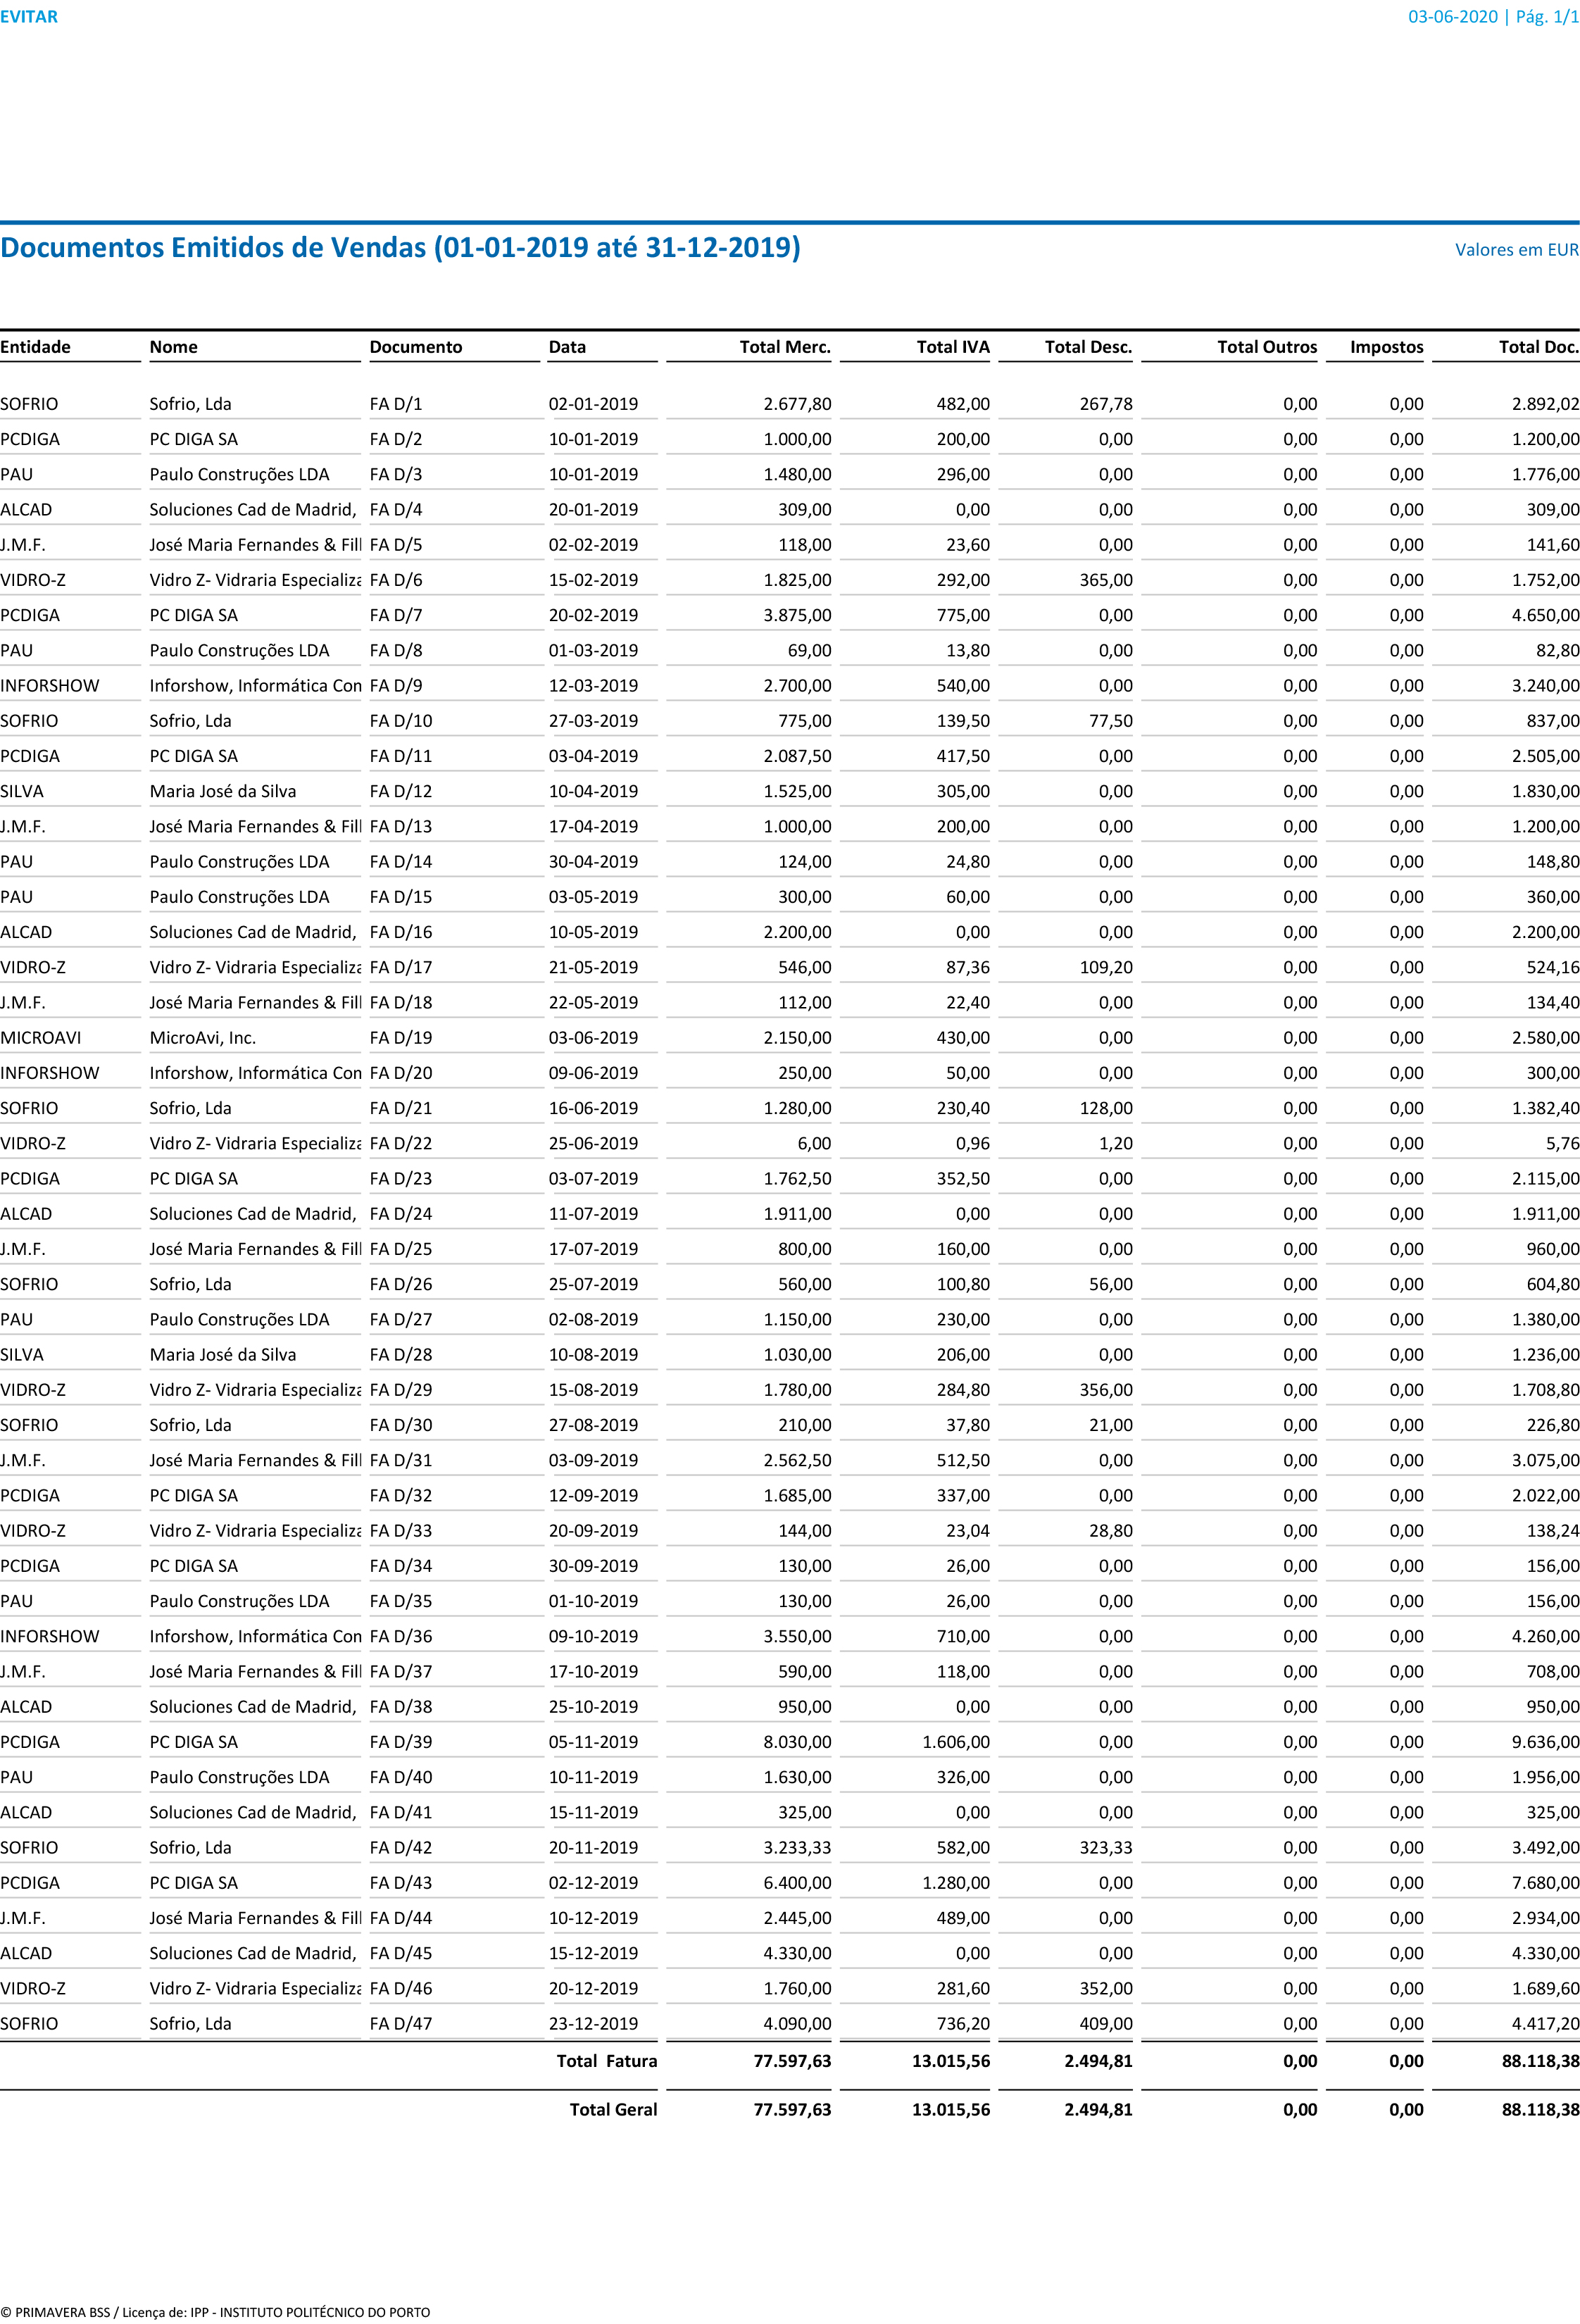 EVITAR 03-06-2020 | Pág. 1/1
Documentos Emitidos de Vendas (01-01-2019 até 31-12-2019) Valores em EUR
Entidade Nome Documento Data Total Merc. Total IVA Total Desc. Total Outros Impostos Total Doc.
SOFRIO Sofrio, Lda FA D/1 02-01-2019 2.677,80 482,00 267,78 0,00 0,00 2.892,02
PCDIGA PC DIGA SA FA D/2 10-01-2019 1.000,00 200,00 0,00 0,00 0,00 1.200,00
PAU Paulo Construções LDA FA D/3 10-01-2019 1.480,00 296,00 0,00 0,00 0,00 1.776,00
ALCAD Soluciones Cad de Madrid, FA D/4 20-01-2019 309,00 0,00 0,00 0,00 0,00 309,00
J.M.F. José Maria Fernandes & Fil FA D/5 02-02-2019 118,00 23,60 0,00 0,00 0,00 141,60
VIDRO-Z Vidro Z- Vidraria Especializa FA D/6 15-02-2019 1.825,00 292,00 365,00 0,00 0,00 1.752,00
PCDIGA PC DIGA SA FA D/7 20-02-2019 3.875,00 775,00 0,00 0,00 0,00 4.650,00
PAU Paulo Construções LDA FA D/8 01-03-2019 69,00 13,80 0,00 0,00 0,00 82,80
INFORSHOW Inforshow, Informática Con FA D/9 12-03-2019 2.700,00 540,00 0,00 0,00 0,00 3.240,00
SOFRIO Sofrio, Lda FA D/10 27-03-2019 775,00 139,50 77,50 0,00 0,00 837,00
PCDIGA PC DIGA SA FA D/11 03-04-2019 2.087,50 417,50 0,00 0,00 0,00 2.505,00
SILVA Maria José da Silva FA D/12 10-04-2019 1.525,00 305,00 0,00 0,00 0,00 1.830,00
J.M.F. José Maria Fernandes & Fil FA D/13 17-04-2019 1.000,00 200,00 0,00 0,00 0,00 1.200,00
PAU Paulo Construções LDA FA D/14 30-04-2019 124,00 24,80 0,00 0,00 0,00 148,80
PAU Paulo Construções LDA FA D/15 03-05-2019 300,00 60,00 0,00 0,00 0,00 360,00
ALCAD Soluciones Cad de Madrid, FA D/16 10-05-2019 2.200,00 0,00 0,00 0,00 0,00 2.200,00
VIDRO-Z Vidro Z- Vidraria Especializa FA D/17 21-05-2019 546,00 87,36 109,20 0,00 0,00 524,16
J.M.F. José Maria Fernandes & Fil FA D/18 22-05-2019 112,00 22,40 0,00 0,00 0,00 134,40
MICROAVI MicroAvi, Inc. FA D/19 03-06-2019 2.150,00 430,00 0,00 0,00 0,00 2.580,00
INFORSHOW Inforshow, Informática Con FA D/20 09-06-2019 250,00 50,00 0,00 0,00 0,00 300,00
SOFRIO Sofrio, Lda FA D/21 16-06-2019 1.280,00 230,40 128,00 0,00 0,00 1.382,40
VIDRO-Z Vidro Z- Vidraria Especializa FA D/22 25-06-2019 6,00 0,96 1,20 0,00 0,00 5,76
PCDIGA PC DIGA SA FA D/23 03-07-2019 1.762,50 352,50 0,00 0,00 0,00 2.115,00
ALCAD Soluciones Cad de Madrid, FA D/24 11-07-2019 1.911,00 0,00 0,00 0,00 0,00 1.911,00
J.M.F. José Maria Fernandes & Fil FA D/25 17-07-2019 800,00 160,00 0,00 0,00 0,00 960,00
SOFRIO Sofrio, Lda FA D/26 25-07-2019 560,00 100,80 56,00 0,00 0,00 604,80
PAU Paulo Construções LDA FA D/27 02-08-2019 1.150,00 230,00 0,00 0,00 0,00 1.380,00
SILVA Maria José da Silva FA D/28 10-08-2019 1.030,00 206,00 0,00 0,00 0,00 1.236,00
VIDRO-Z Vidro Z- Vidraria Especializa FA D/29 15-08-2019 1.780,00 284,80 356,00 0,00 0,00 1.708,80
SOFRIO Sofrio, Lda FA D/30 27-08-2019 210,00 37,80 21,00 0,00 0,00 226,80
J.M.F. José Maria Fernandes & Fil FA D/31 03-09-2019 2.562,50 512,50 0,00 0,00 0,00 3.075,00
PCDIGA PC DIGA SA FA D/32 12-09-2019 1.685,00 337,00 0,00 0,00 0,00 2.022,00
VIDRO-Z Vidro Z- Vidraria Especializa FA D/33 20-09-2019 144,00 23,04 28,80 0,00 0,00 138,24
PCDIGA PC DIGA SA FA D/34 30-09-2019 130,00 26,00 0,00 0,00 0,00 156,00
PAU Paulo Construções LDA FA D/35 01-10-2019 130,00 26,00 0,00 0,00 0,00 156,00
INFORSHOW Inforshow, Informática Con FA D/36 09-10-2019 3.550,00 710,00 0,00 0,00 0,00 4.260,00
J.M.F. José Maria Fernandes & Fil FA D/37 17-10-2019 590,00 118,00 0,00 0,00 0,00 708,00
ALCAD Soluciones Cad de Madrid, FA D/38 25-10-2019 950,00 0,00 0,00 0,00 0,00 950,00
PCDIGA PC DIGA SA FA D/39 05-11-2019 8.030,00 1.606,00 0,00 0,00 0,00 9.636,00
PAU Paulo Construções LDA FA D/40 10-11-2019 1.630,00 326,00 0,00 0,00 0,00 1.956,00
ALCAD Soluciones Cad de Madrid, FA D/41 15-11-2019 325,00 0,00 0,00 0,00 0,00 325,00
SOFRIO Sofrio, Lda FA D/42 20-11-2019 3.233,33 582,00 323,33 0,00 0,00 3.492,00
PCDIGA PC DIGA SA FA D/43 02-12-2019 6.400,00 1.280,00 0,00 0,00 0,00 7.680,00
J.M.F. José Maria Fernandes & Fil FA D/44 10-12-2019 2.445,00 489,00 0,00 0,00 0,00 2.934,00
ALCAD Soluciones Cad de Madrid, FA D/45 15-12-2019 4.330,00 0,00 0,00 0,00 0,00 4.330,00
VIDRO-Z Vidro Z- Vidraria Especializa FA D/46 20-12-2019 1.760,00 281,60 352,00 0,00 0,00 1.689,60
SOFRIO Sofrio, Lda FA D/47 23-12-2019 4.090,00 736,20 409,00 0,00 0,00 4.417,20
Total Fatura 77.597,63 13.015,56 2.494,81 0,00 0,00 88.118,38
Total Geral 77.597,63 13.015,56 2.494,81 0,00 0,00 88.118,38
© PRIMAVERA BSS / Licença de: IPP - INSTITUTO POLITÉCNICO DO PORTO